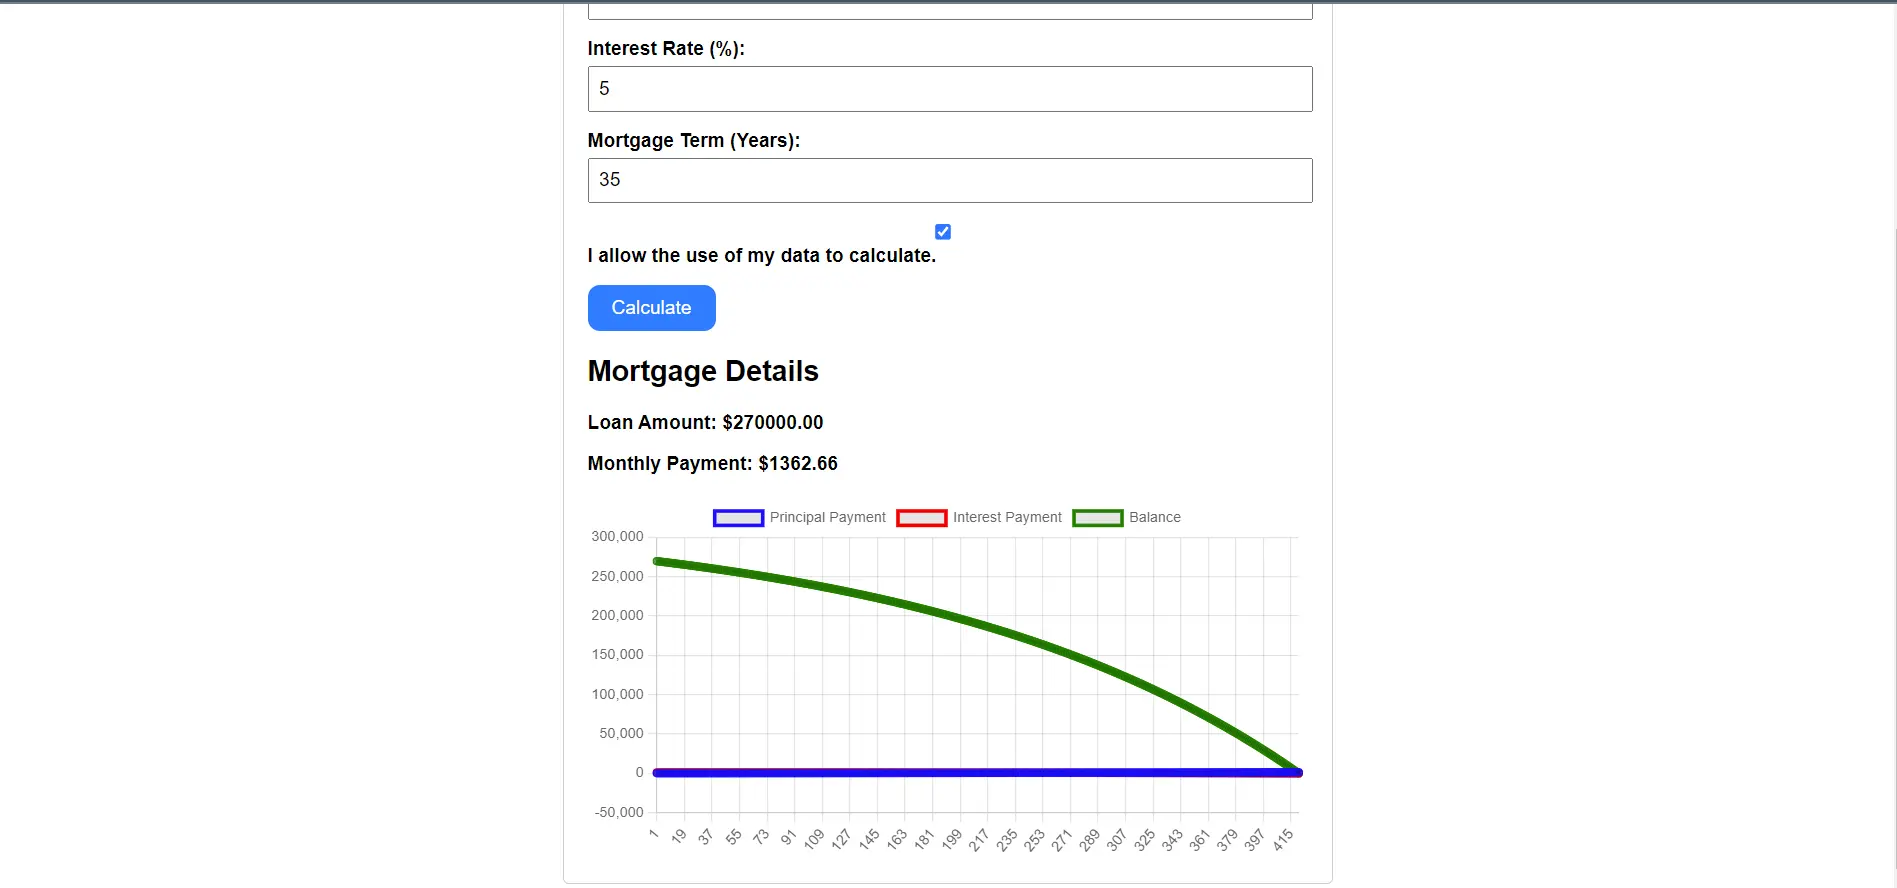 Interest Rate (%):
5
Mortgage Term (Years):
35
I allow the use of my data to calculate.
Calculate
Mortgage Details
Loan Amount: $270000.00
Monthly Payment: $1362.66
Principal Payment Interest Payment Balance
300,000
250,000
200,000
150,000
100,000
50,000
0
-50,000
1 19 37 55 73 91 109 127 145 163 181 199 217 235 253 271 289 307 325 343 361 379 397 415